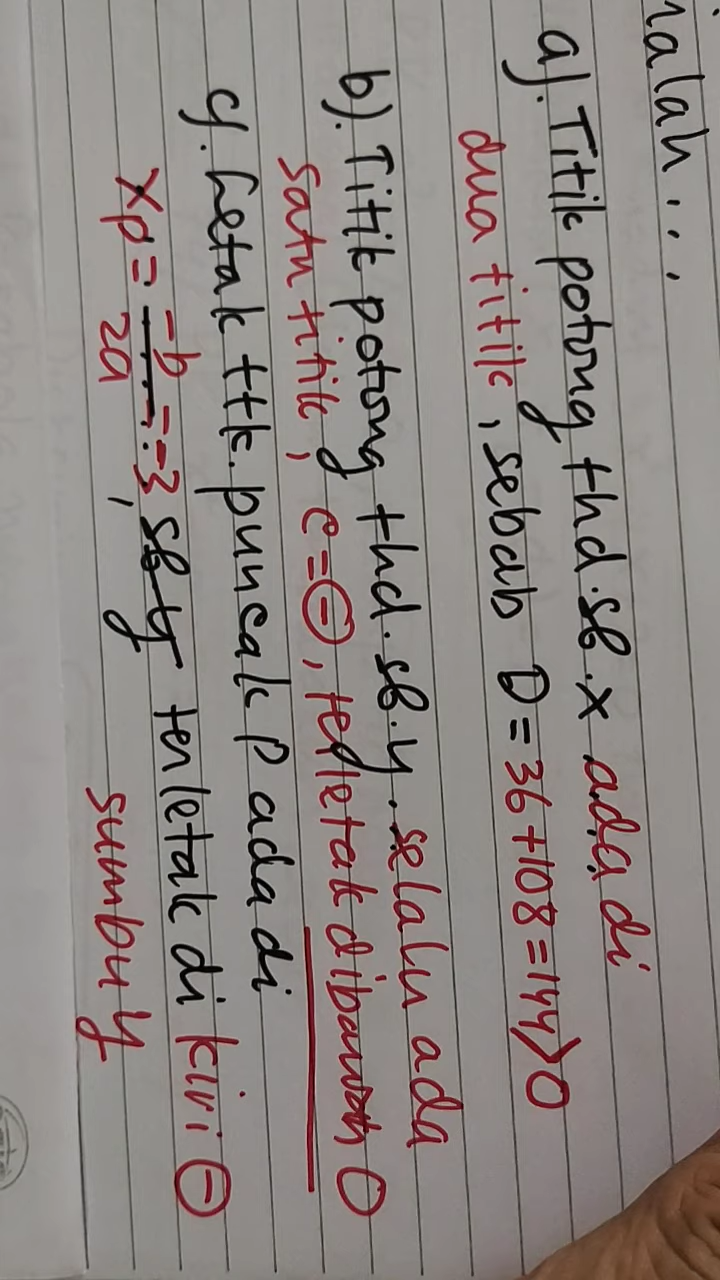 nalah...
a). Titik potong thd. sb. x ada di
dua titik, sebab D = 36 + 108 = 144 > 0
b). Titik potong thd. sb. y. selalu ada
satu titik, c = ⊖, terletak dibawah 0
c). Letak ttk. puncak P ada di
xp = -b/2a = -3, sb y terletak di kiri ⊖
sumbu y